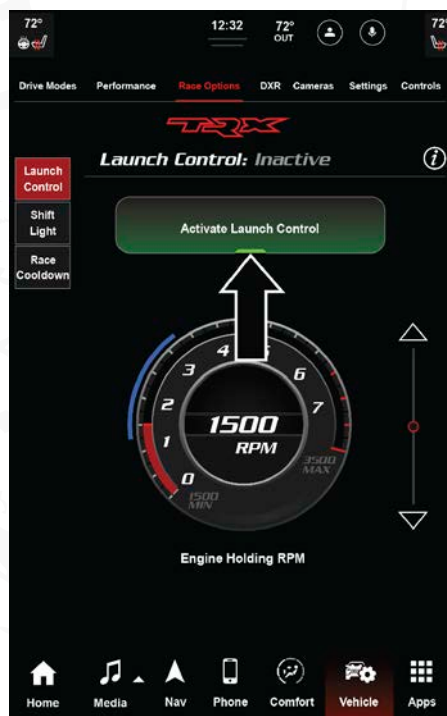 72° 12:32 72° 72°
OUT
Drive Modes Performance Race Options DXR Cameras Settings Controls
TRX
Launch Control: Inactive i
Launch
Control
Shift
Light
Race
Cooldown
Activate Launch Control
4 5
3 6
2 7
1
0
1500
RPM
1500
MIN
3500
MAX
Engine Holding RPM
Home Media Nav Phone Comfort Vehicle Apps